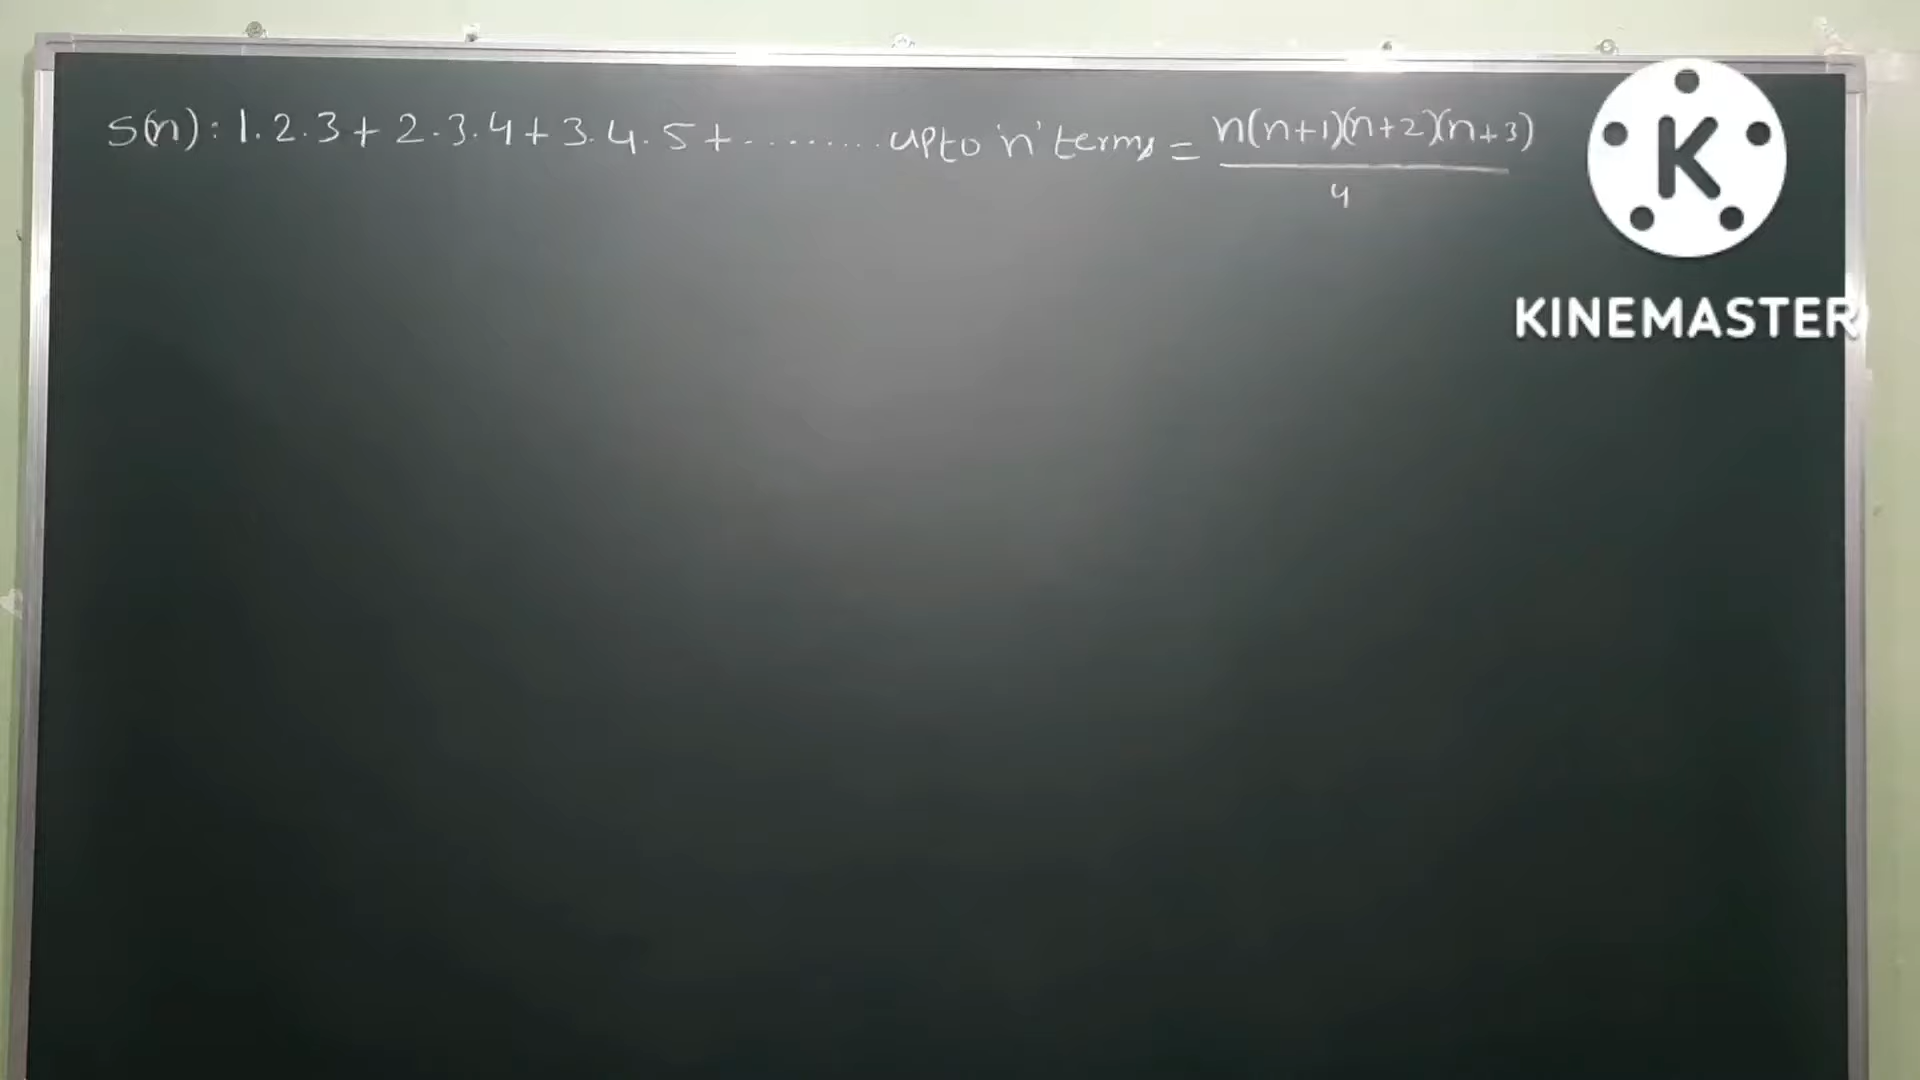 S(n): 1.2.3 + 2.3.4 + 3.4.5 + ......... upto 'n' terms = n(n+1)(n+2)(n+3)
4
K
KINEMASTER